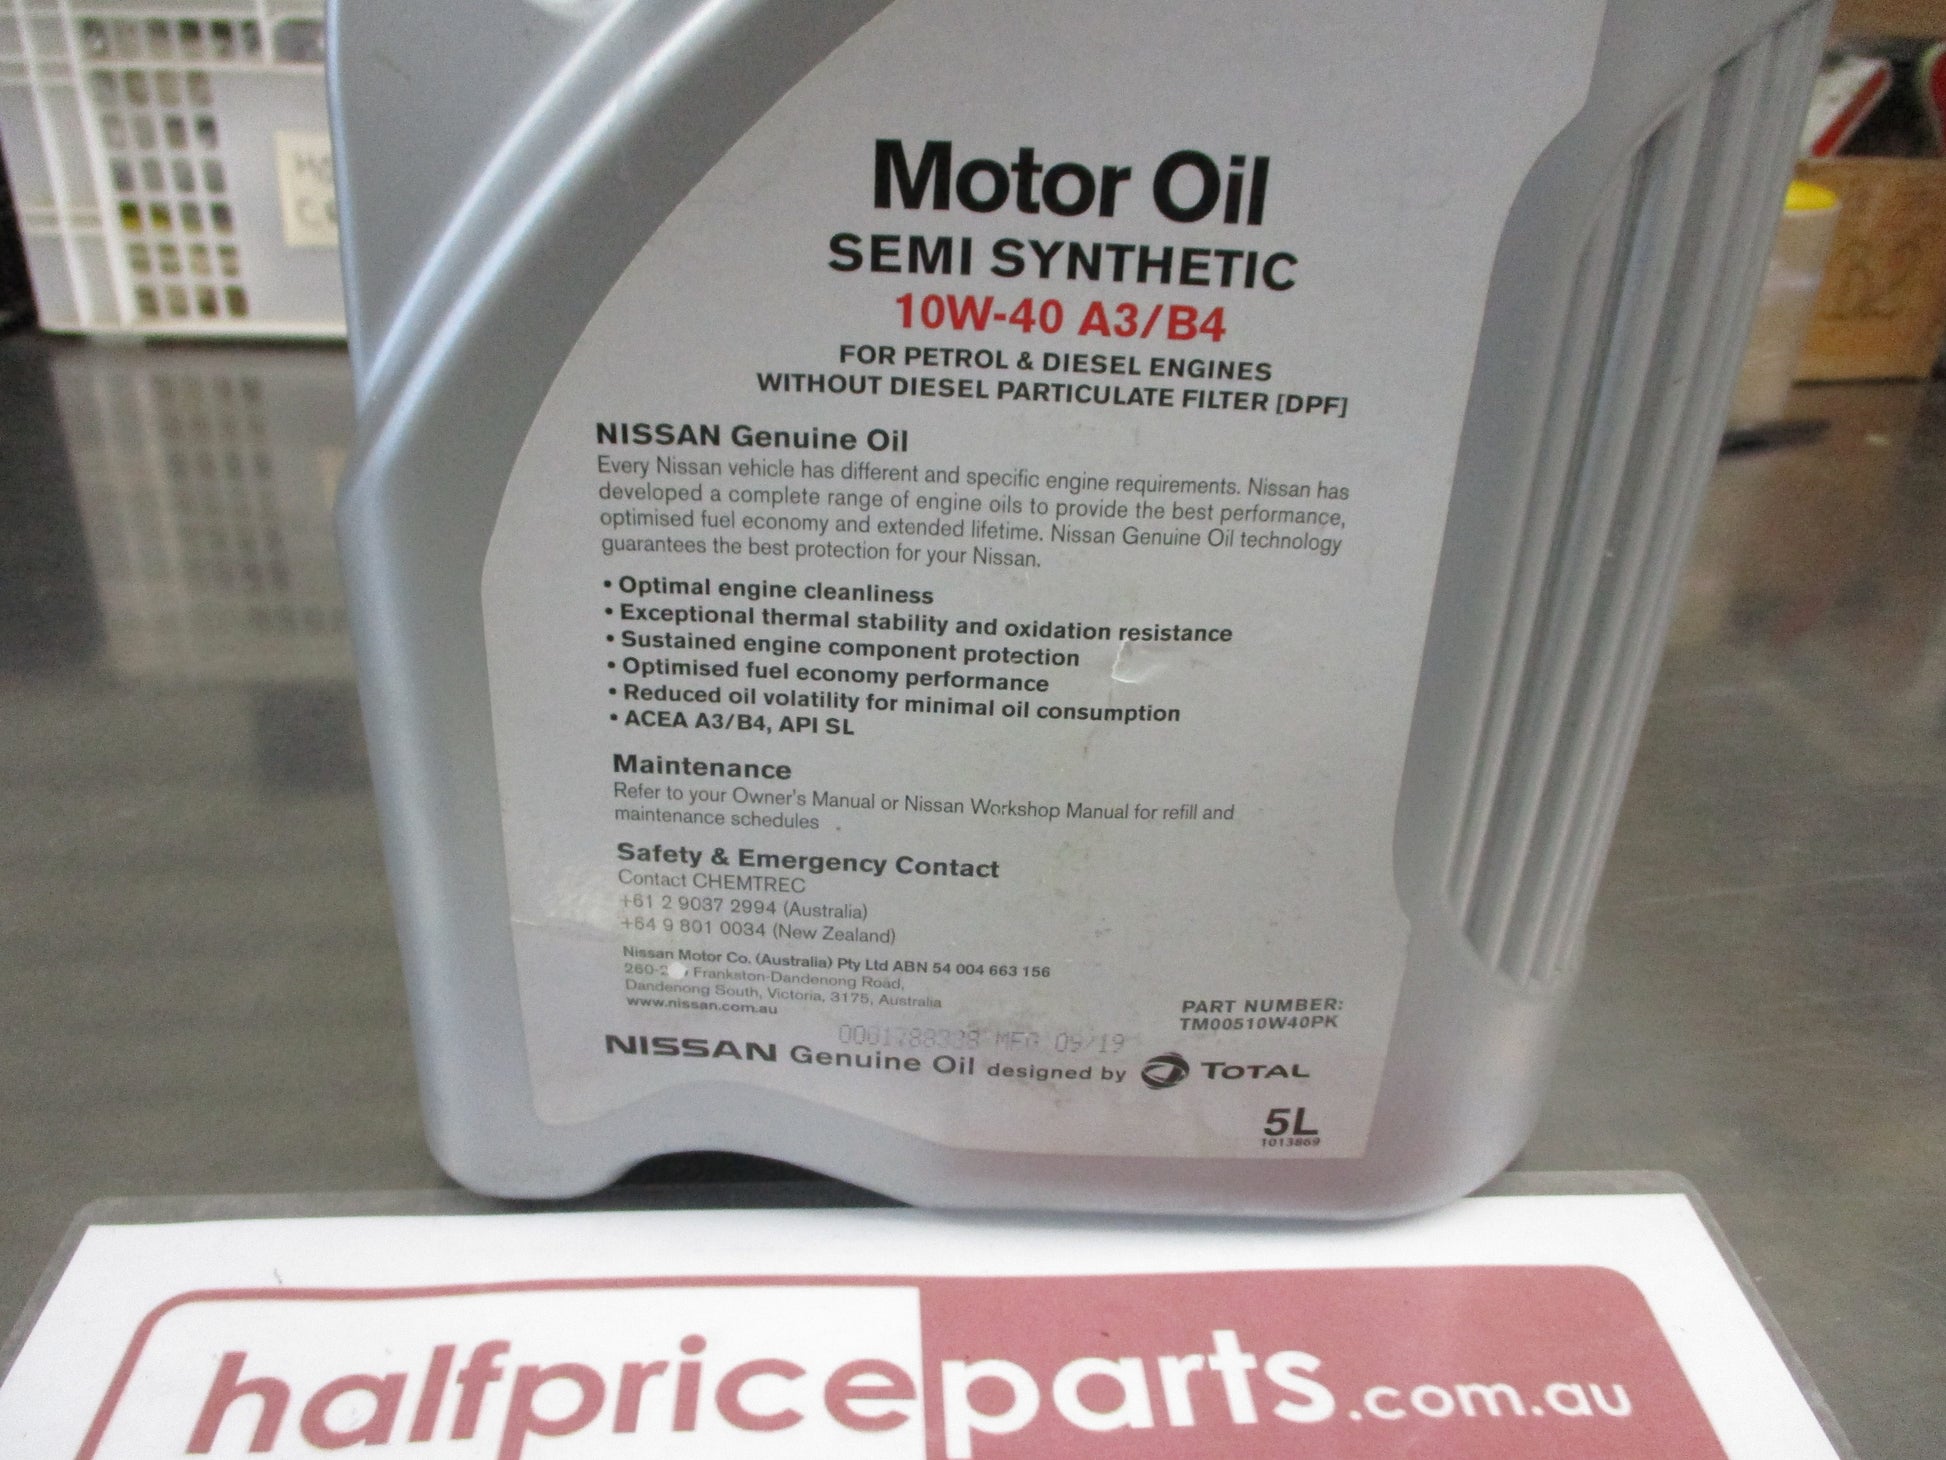 Motor Oil
SEMI SYNTHETIC
10W-40 A3/B4
FOR PETROL & DIESEL ENGINES
WITHOUT DIESEL PARTICULATE FILTER [DPF]
NISSAN Genuine Oil
Every Nissan vehicle has different and specific engine requirements. Nissan has
developed a complete range of engine oils to provide the best performance,
optimised fuel economy and extended lifetime. Nissan Genuine Oil technology
guarantees the best protection for your Nissan.
• Optimal engine cleanliness
• Exceptional thermal stability and oxidation resistance
• Sustained engine component protection
• Optimised fuel economy performance
• Reduced oil volatility for minimal oil consumption
• ACEA A3/B4, API SL
Maintenance
Refer to your Owner's Manual or Nissan Workshop Manual for refill and
maintenance schedules
Safety & Emergency Contact
Contact CHEMTREC
+61 2 9037 2994 (Australia)
+64 9 801 0034 (New Zealand)
Nissan Motor Co. (Australia) Pty Ltd ABN 54 004 663 156
Frankston-Dandenong Road,
Dandenong South, Victoria, 3175, Australia
www.nissan.com.au
PART NUMBER:
TM00510W40PK
MFG 09/19
NISSAN Genuine Oil designed by TOTAL
5L
1013869
halfpriceparts.com.au